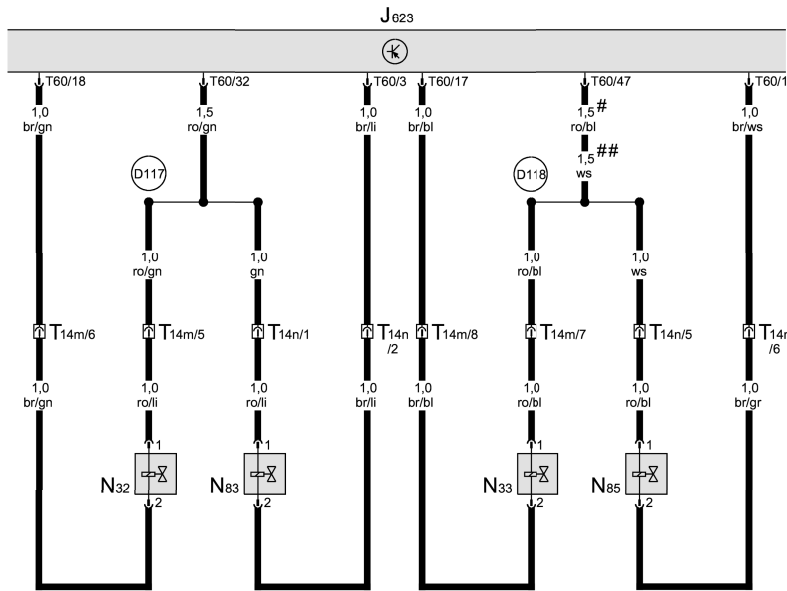 J623
T60/18
T60/32
T60/3
T60/17
T60/47
T60/1
1,0
br/gn
1,5
ro/gn
1,0
br/li
1,0
br/bl
1,5 #
ro/bl
1,0
br/ws
1,5 ##
ws
D117
D118
1,0
ro/gn
1,0
gn
1,0
ro/bl
1,0
ws
T14m/6
T14m/5
T14n/1
T14n
/2
T14m/8
T14m/7
T14n/5
T14n
/6
1,0
br/gn
1,0
ro/li
1,0
ro/li
1,0
br/li
1,0
br/bl
1,0
ro/bl
1,0
ro/bl
1,0
br/gr
1
1
1
1
N32
N83
N33
N85
2
2
2
2